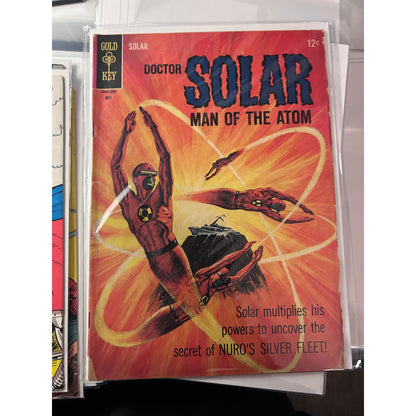 GOLD
KEY
SOLAR
12¢
DOCTOR
SOLAR
MAN OF THE ATOM
Solar multiplies his
powers to uncover the
secret of NURO'S SILVER FLEET!